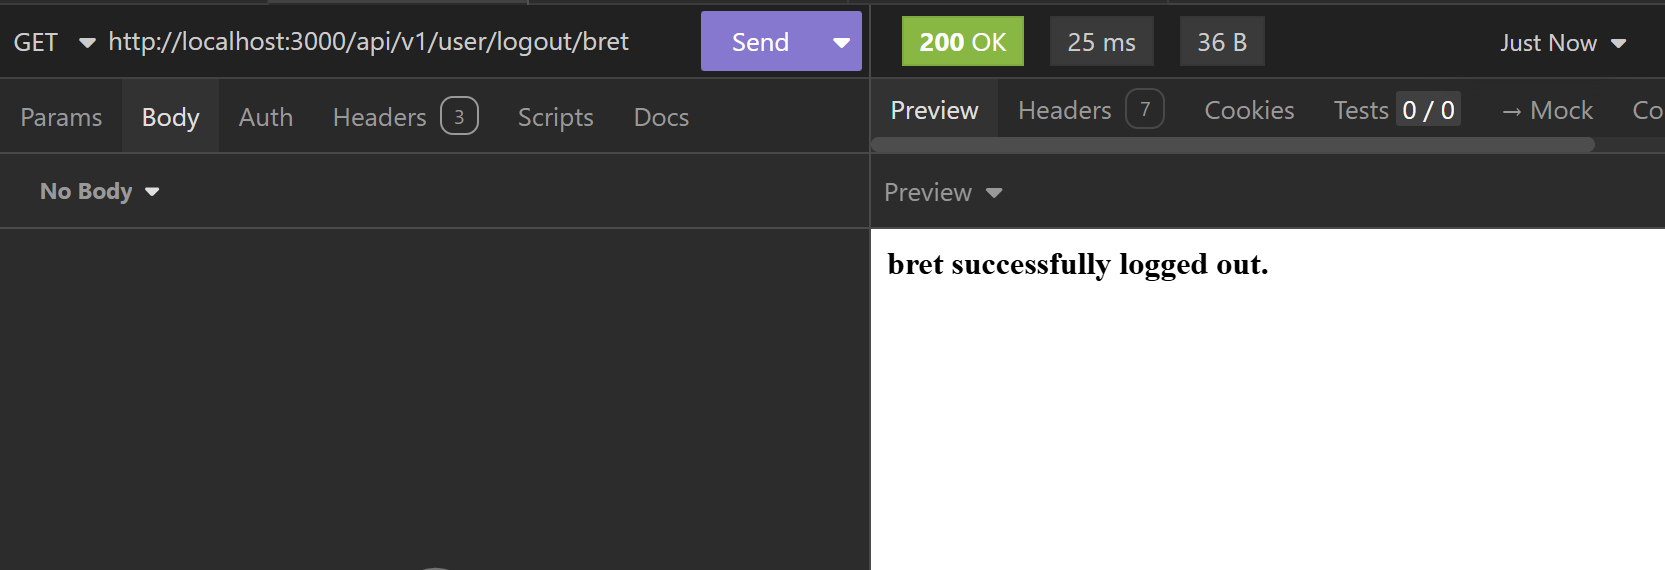 GET http://localhost:3000/api/v1/user/logout/bret Send
Params Body Auth Headers 3 Scripts Docs
No Body
200 OK 25 ms 36 B Just Now
Preview Headers 7 Cookies Tests 0 / 0 → Mock Co
Preview
bret successfully logged out.